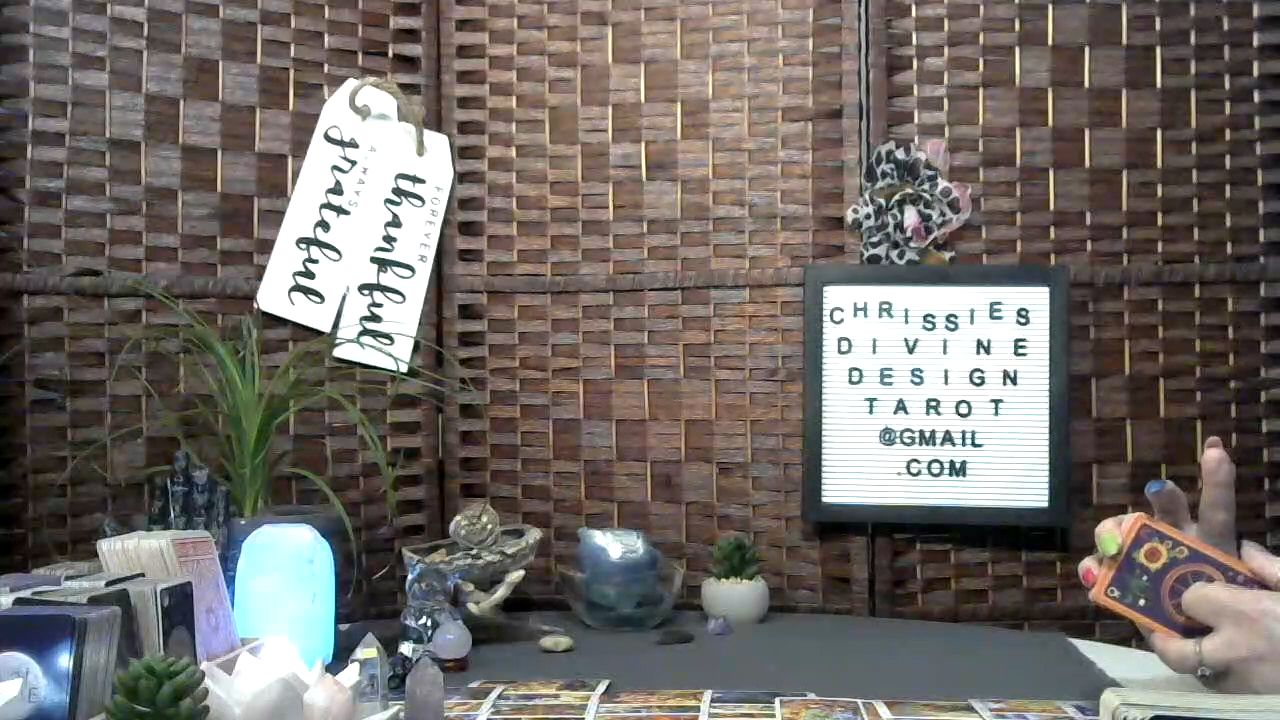 FOREVER
thankful
ALWAYS
grateful
CHRISSIES
DIVINE
DESIGN
TAROT
@GMAIL
.COM